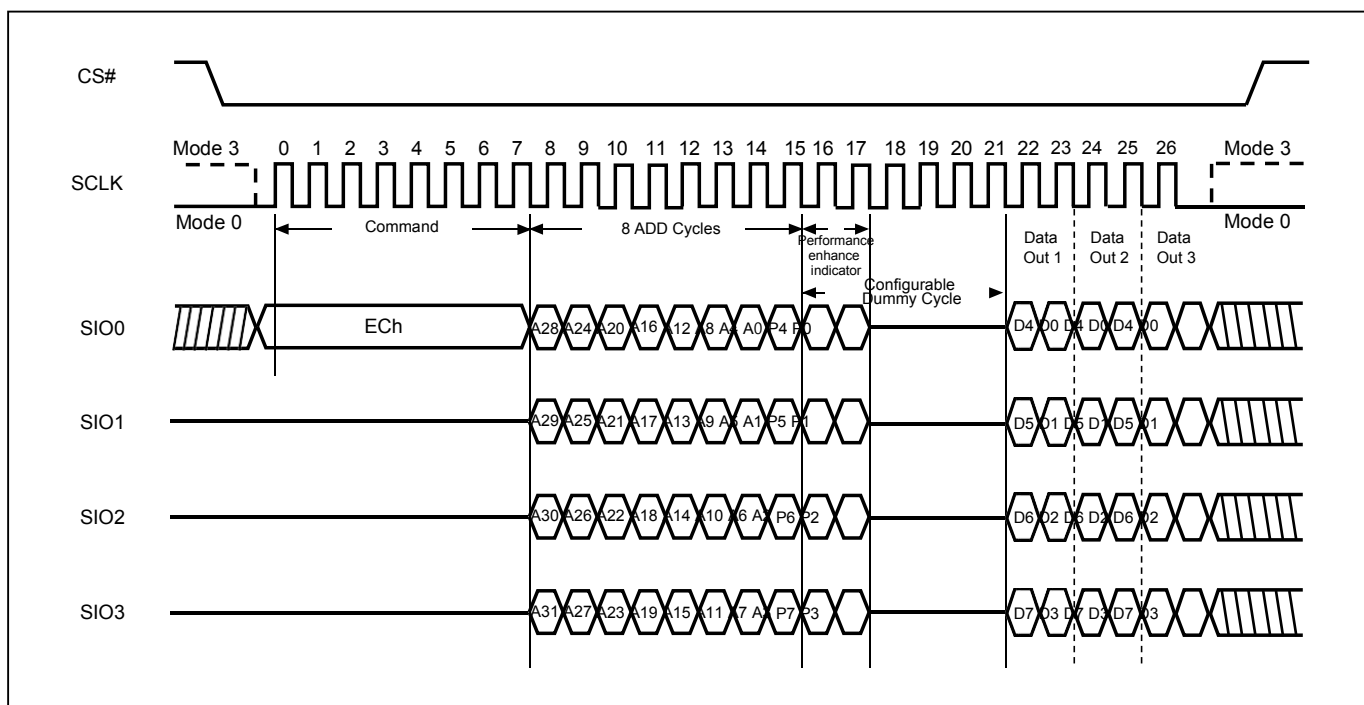 CS#
Mode 3 0 1 2 3 4 5 6 7 8 9 10 11 12 13 14 15 16 17 18 19 20 21 22 23 24 25 26 Mode 3
SCLK
Mode 0 Mode 0
Command 8 ADD Cycles
Performance
enhance
indicator
Data
Out 1
Data
Out 2
Data
Out 3
Configurable
Dummy Cycle
SIO0 ECh A28 A24 A20 A16 A12 A8 A4 A0 P4 P0 D4 D0 D4 D0 D4 D0
SIO1 A29 A25 A21 A17 A13 A9 A5 A1 P5 P1 D5 D1 D5 D1 D5 D1
SIO2 A30 A26 A22 A18 A14 A10 A6 A2 P6 P2 D6 D2 D6 D2 D6 D2
SIO3 A31 A27 A23 A19 A15 A11 A7 A3 P7 P3 D7 D3 D7 D3 D7 D3